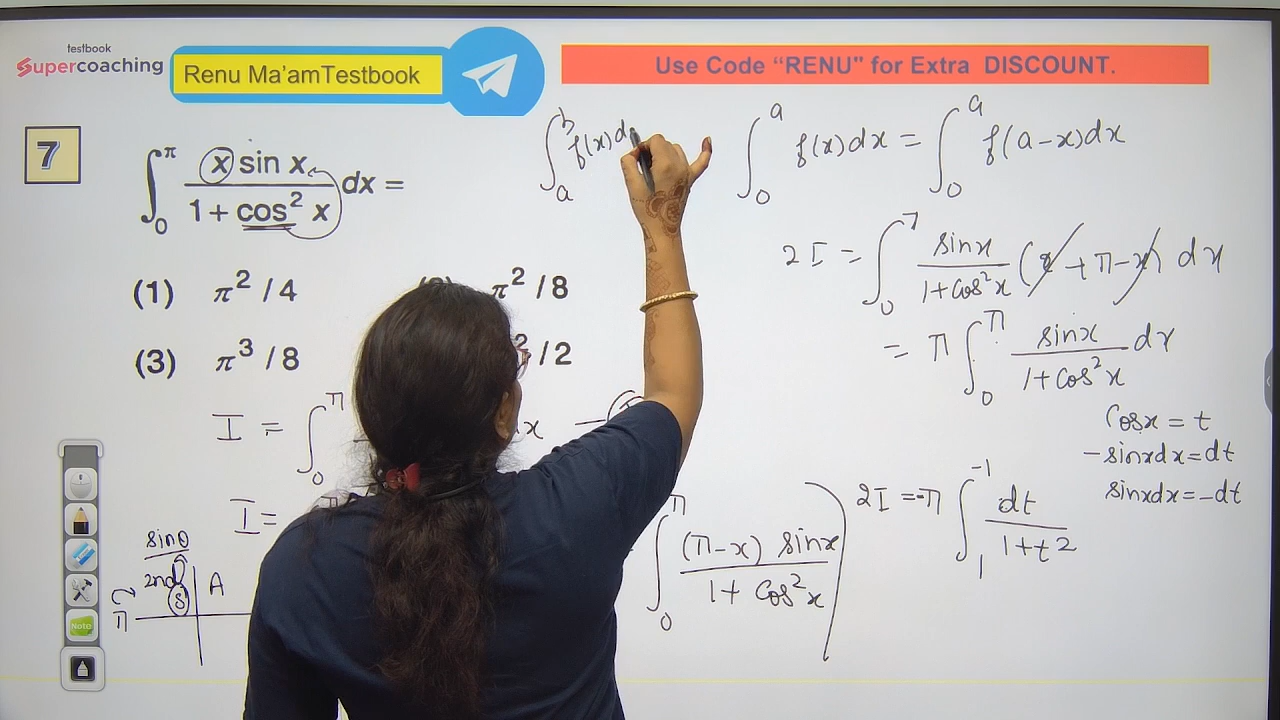 testbook
Supercoaching
Renu Ma'amTestbook
Use Code “RENU" for Extra DISCOUNT.
7
∫₀^π (x sin x)/(1 + cos² x) dx =
∫ₐᵇ f(x)d
∫₀ᵃ f(x)dx = ∫₀ᵃ f(a-x)dx
(1) π² / 4
π² / 8
(3) π³ / 8
² / 2
2I = ∫₀^π sinx/(1+cos²x) (x + π-x) dx
= π ∫₀^π sinx/(1+cos²x) dx
I = ∫₀^π
I =
cosx = t
-sinxdx=dt
sinxdx=-dt
∫₀^π (π-x) sinx/(1+ cos²x)
2I = -π ∫₁^-1 dt/(1+t2)
sinθ
2nd
S
A
π
Note